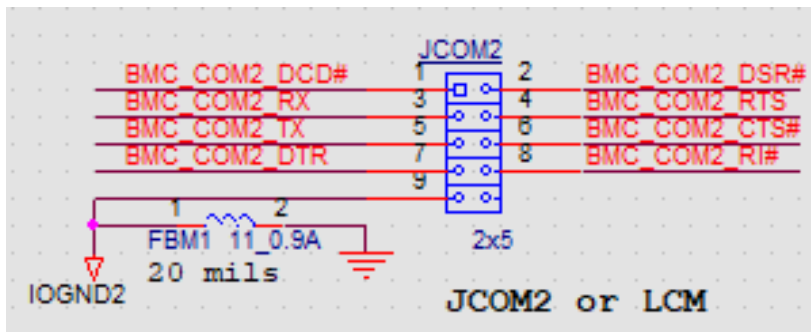 JCOM2
BMC_COM2_DCD# 1 2 BMC_COM2_DSR#
BMC_COM2_RX 3 4 BMC_COM2_RTS
BMC_COM2_TX 5 6 BMC_COM2_CTS#
BMC_COM2_DTR 7 8 BMC_COM2_RI#
9
1 2
FBM1 11_0.9A 2x5
20 mils
IOGND2 JCOM2 or LCM